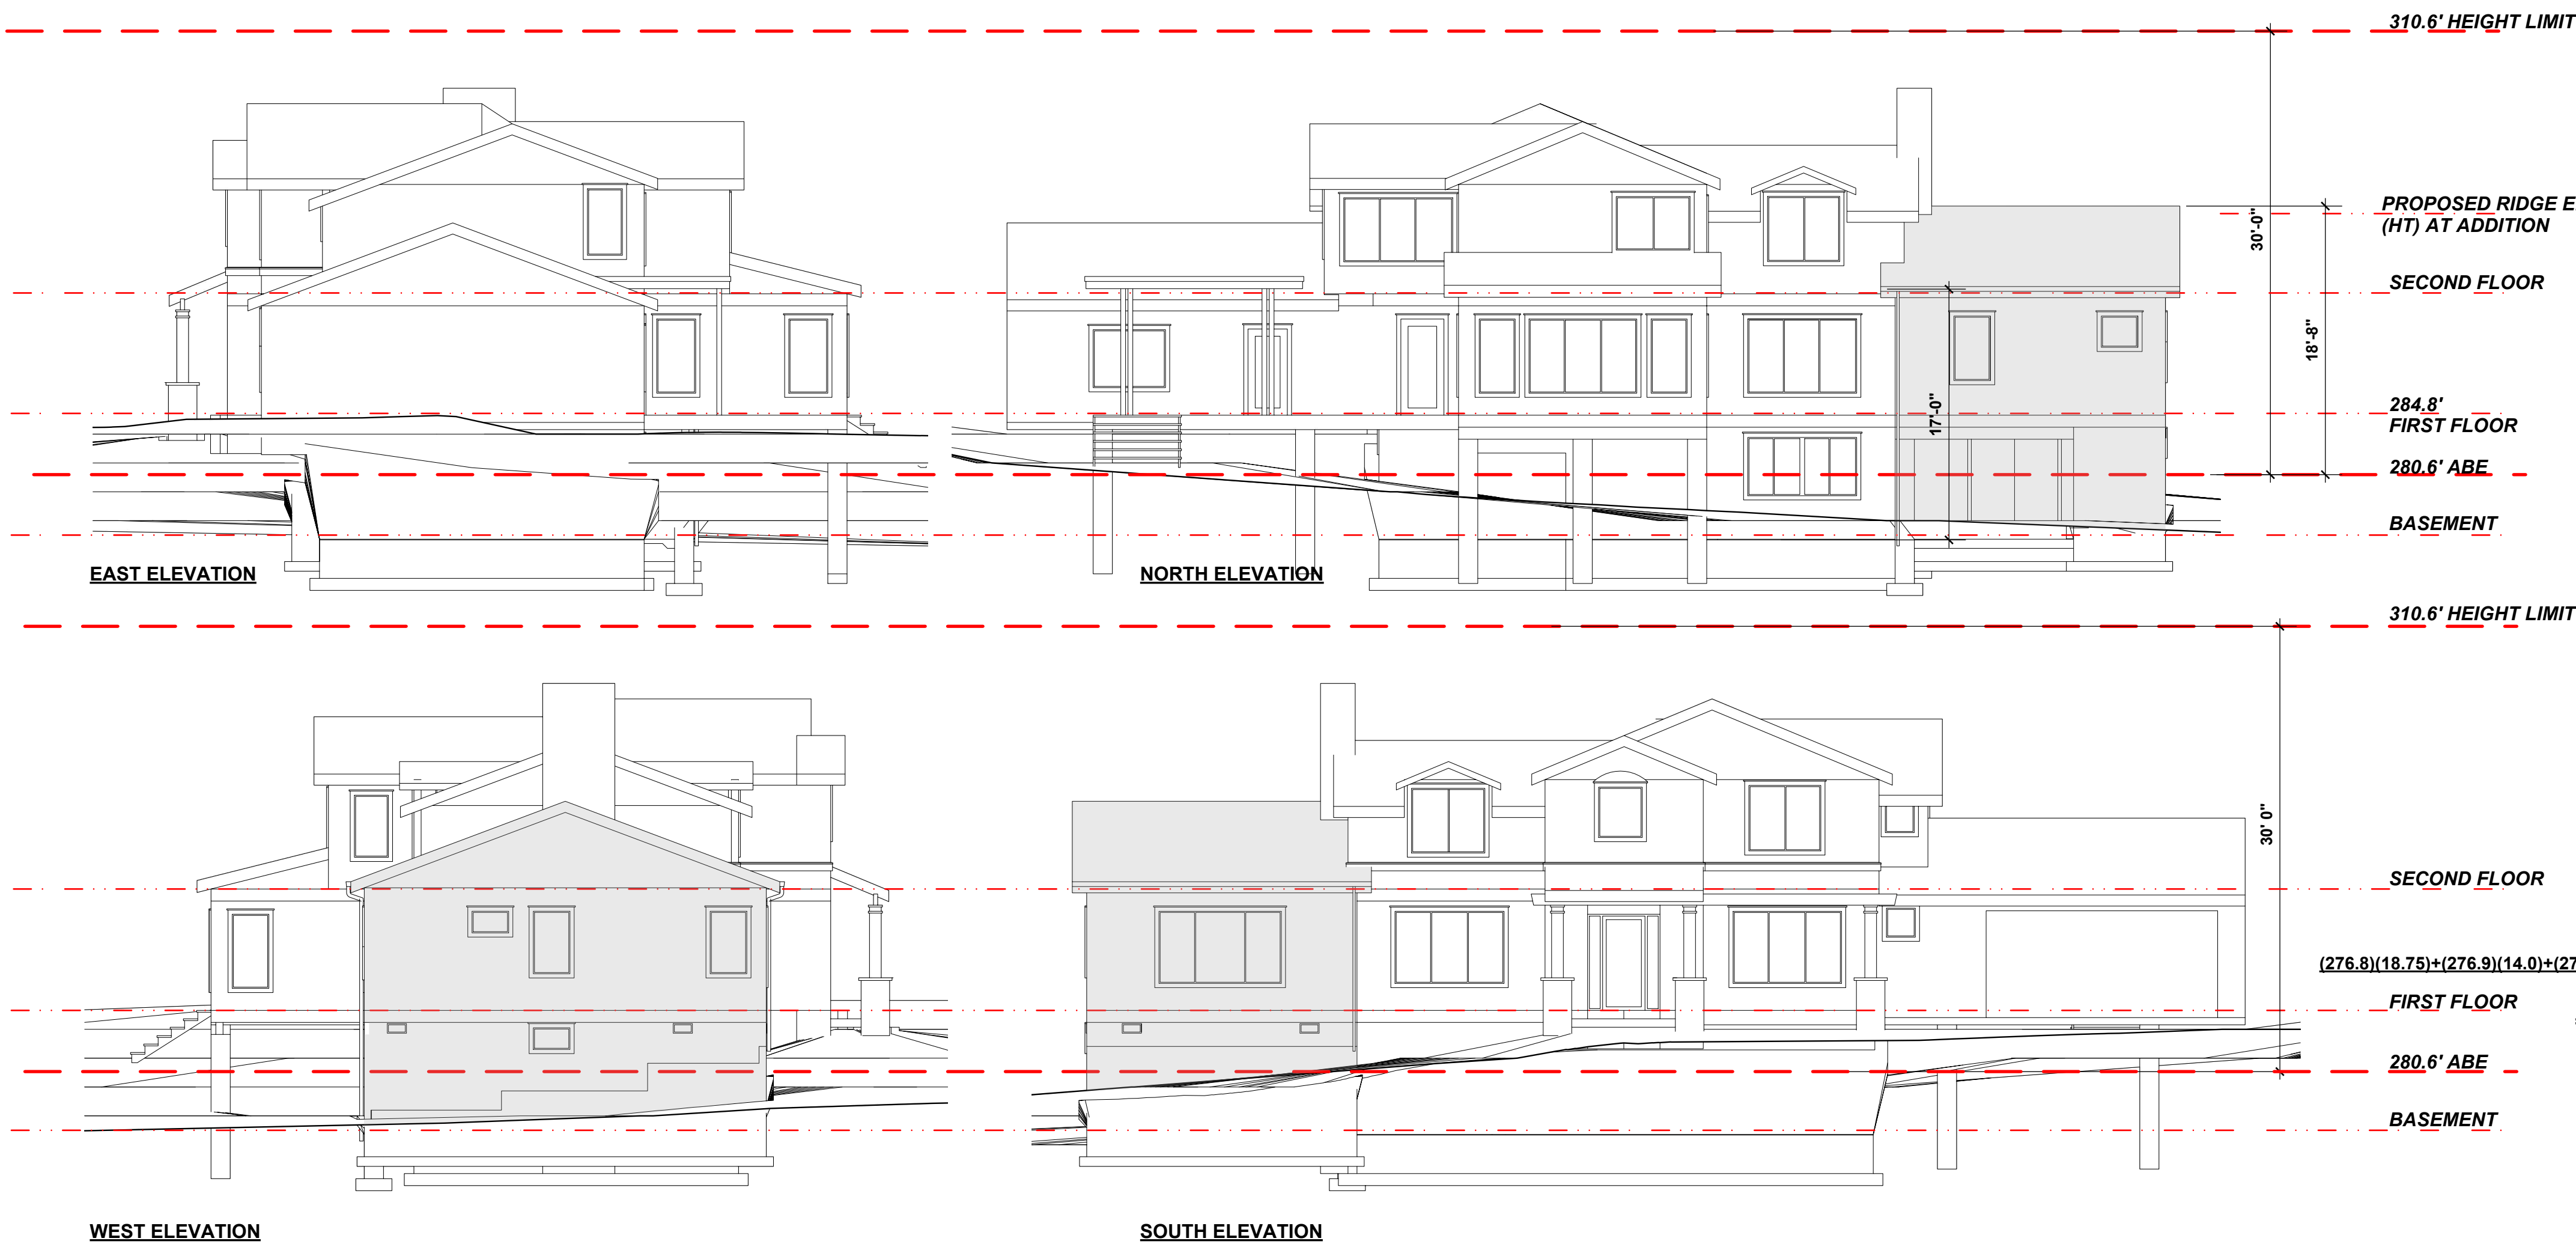 310.6' HEIGHT LIMIT
30'-0"
PROPOSED RIDGE E
(HT) AT ADDITION
SECOND FLOOR
18'-8"
17'-0"
284.8'
FIRST FLOOR
280.6' ABE
BASEMENT
EAST ELEVATION
NORTH ELEVATION
310.6' HEIGHT LIMIT
30' 0"
SECOND FLOOR
(276.8)(18.75)+(276.9)(14.0)+(27
FIRST FLOOR
280.6' ABE
BASEMENT
WEST ELEVATION
SOUTH ELEVATION